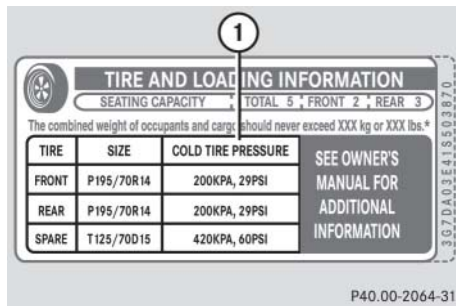 1
TIRE AND LOADING INFORMATION
SEATING CAPACITY TOTAL 5 FRONT 2 REAR 3
The combined weight of occupants and cargo should never exceed XXX kg or XXX lbs.*
TIRE SIZE COLD TIRE PRESSURE
FRONT P195/70R14 200KPA, 29PSI
REAR P195/70R14 200KPA, 29PSI
SPARE T125/70D15 420KPA, 60PSI
SEE OWNER'S
MANUAL FOR
ADDITIONAL
INFORMATION
3G7DA03E41S503870
P40.00-2064-31